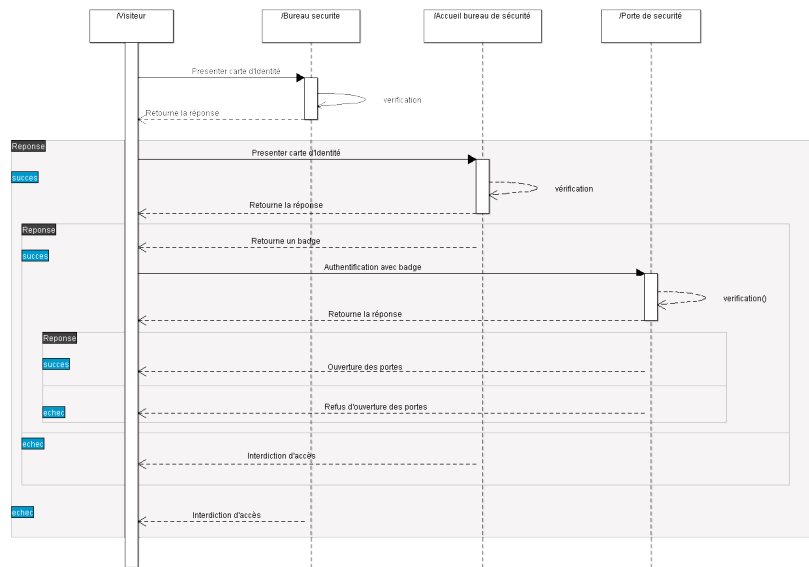 /Visiteur
/Bureau securite
/Accueil bureau de sécurité
/Porte de securité
Presenter carte d'Identité
verification
Retourne la réponse
Reponse
Presenter carte d'Identité
succes
vérification
Retourne la réponse
Reponse
Retourne un badge
succes
Authentification avec badge
verification()
Retourne la réponse
Reponse
succès
Ouverture des portes
echec
Refus d'ouverture des portes
echec
Interdiction d'accès
echec
Interdiction d'accès